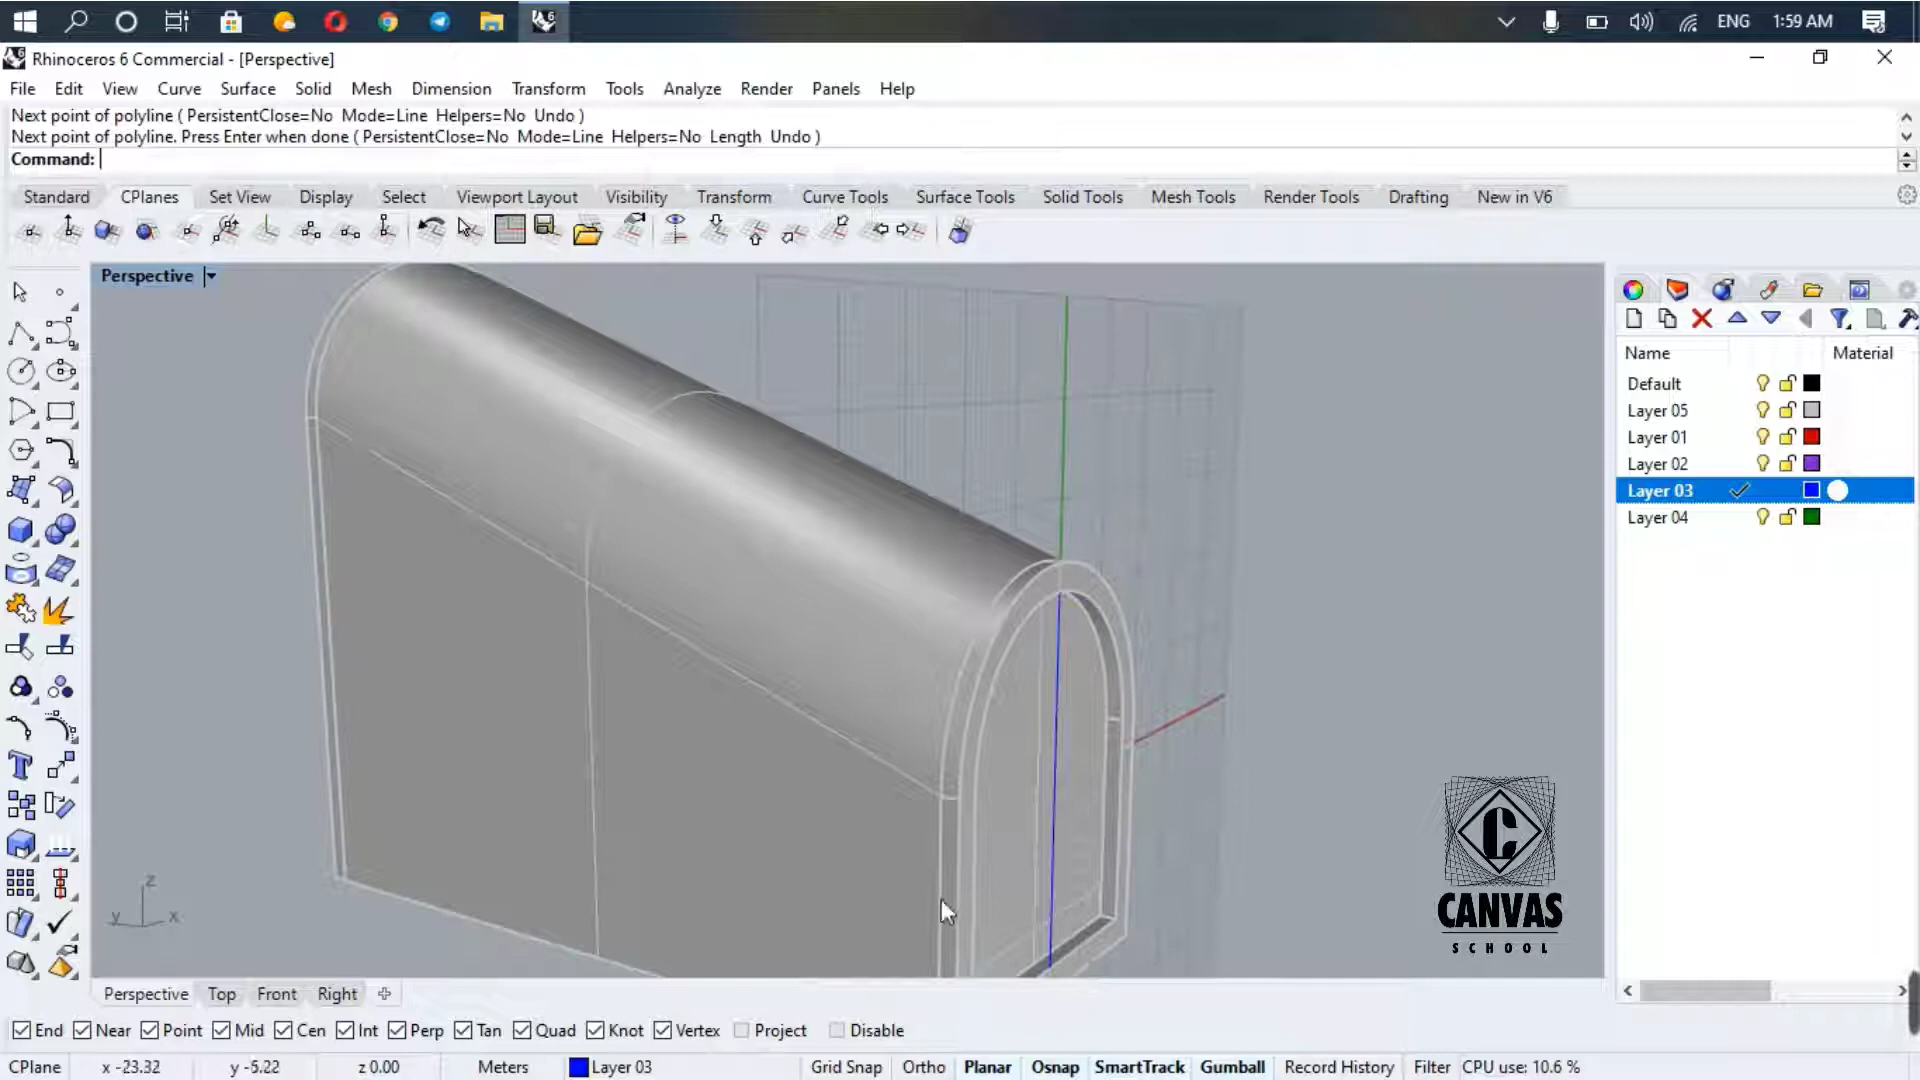 ENG 1:59 AM
Rhinoceros 6 Commercial - [Perspective]
File Edit View Curve Surface Solid Mesh Dimension Transform Tools Analyze Render Panels Help
Next point of polyline ( PersistentClose=No Mode=Line Helpers=No Undo )
Next point of polyline. Press Enter when done ( PersistentClose=No Mode=Line Helpers=No Length Undo )
Command:
Standard CPlanes Set View Display Select Viewport Layout Visibility Transform Curve Tools Surface Tools Solid Tools Mesh Tools Render Tools Drafting New in V6
Perspective
Name Material
Default
Layer 05
Layer 01
Layer 02
Layer 03
Layer 04
z
y x
C
CANVAS
SCHOOL
Perspective Top Front Right
End Near Point Mid Cen Int Perp Tan Quad Knot Vertex Project Disable
CPlane x -23.32 y -5.22 z 0.00 Meters Layer 03 Grid Snap Ortho Planar Osnap SmartTrack Gumball Record History Filter CPU use: 10.6 %